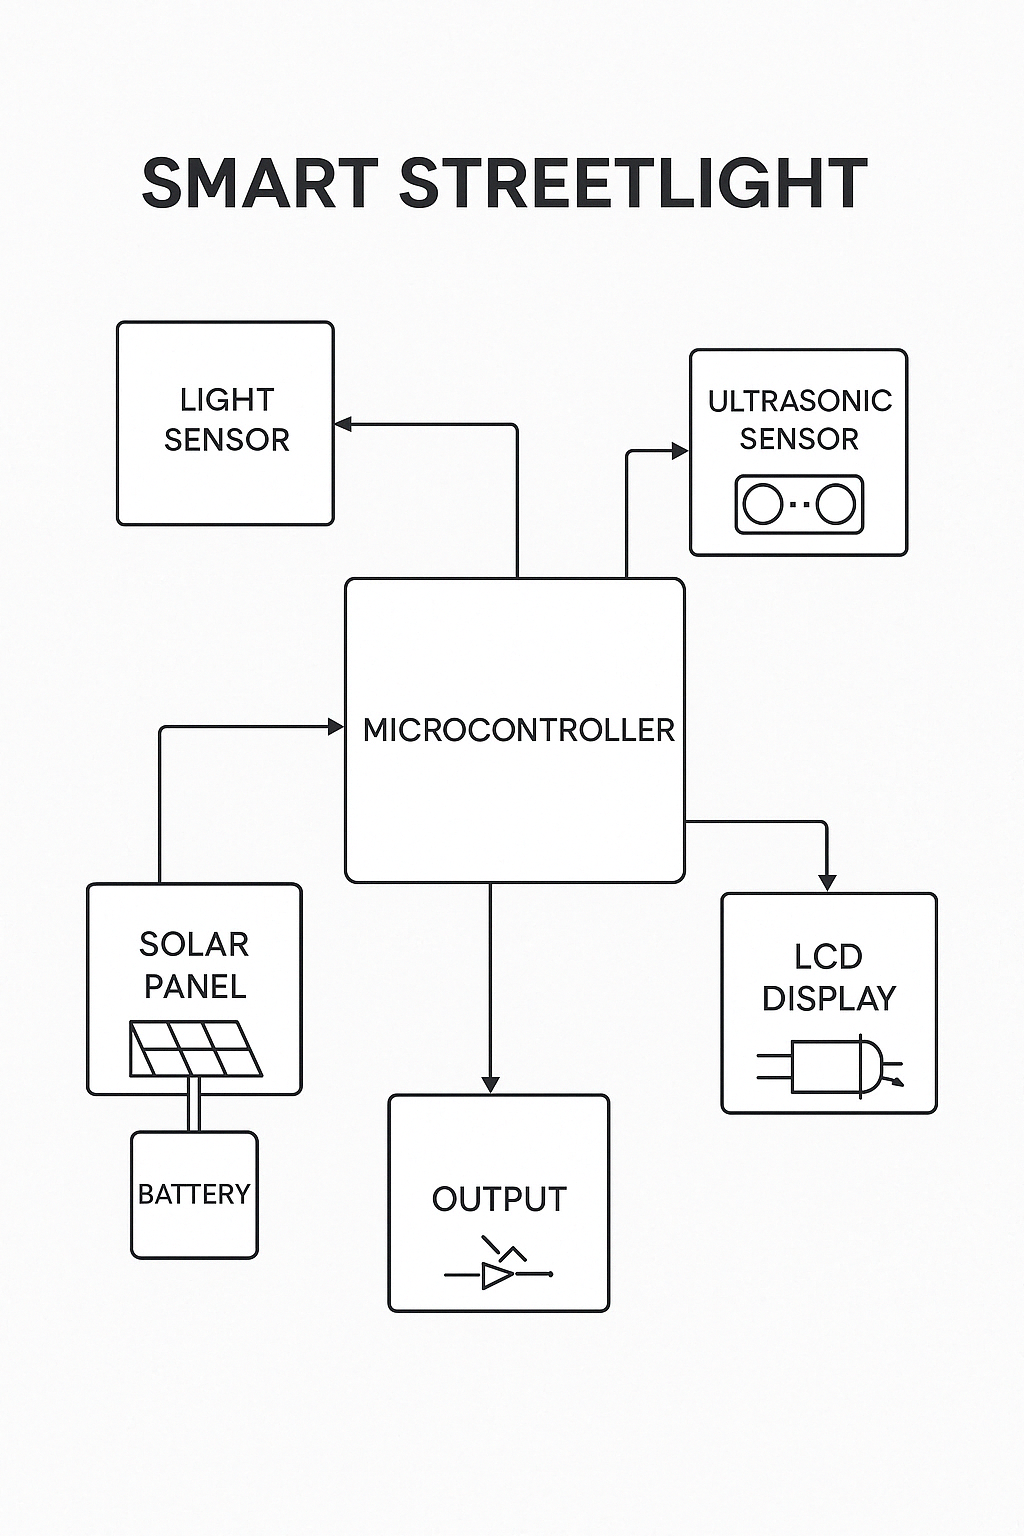 SMART STREETLIGHT
LIGHT
SENSOR
ULTRASONIC
SENSOR
MICROCONTROLLER
SOLAR
PANEL
LCD
DISPLAY
BATTERY
OUTPUT